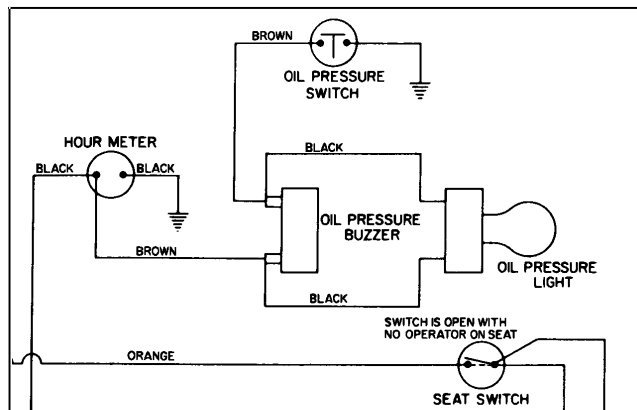 BROWN
OIL PRESSURE
SWITCH
HOUR METER
BLACK
BLACK
BLACK
OIL PRESSURE
BUZZER
BROWN
OIL PRESSURE
LIGHT
BLACK
SWITCH IS OPEN WITH
NO OPERATOR ON SEAT
ORANGE
SEAT SWITCH